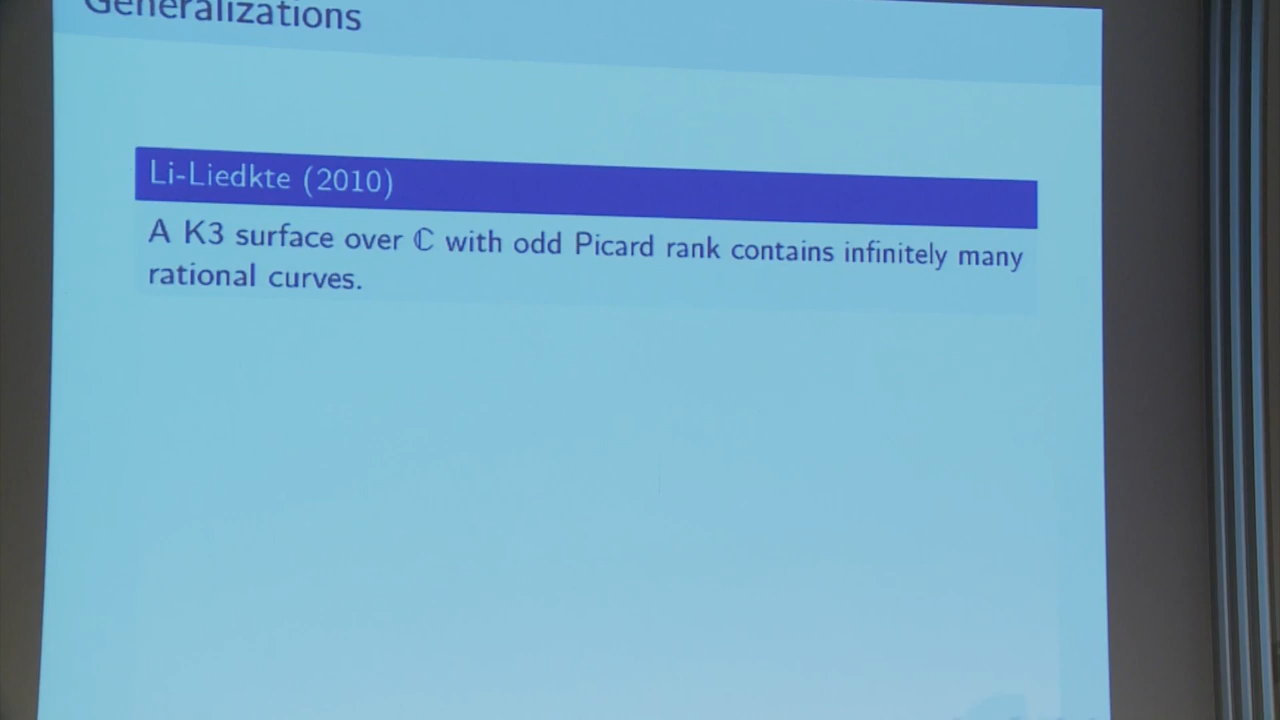 Generalizations
Li-Liedkte (2010)
A K3 surface over ℂ with odd Picard rank contains infinitely many
rational curves.